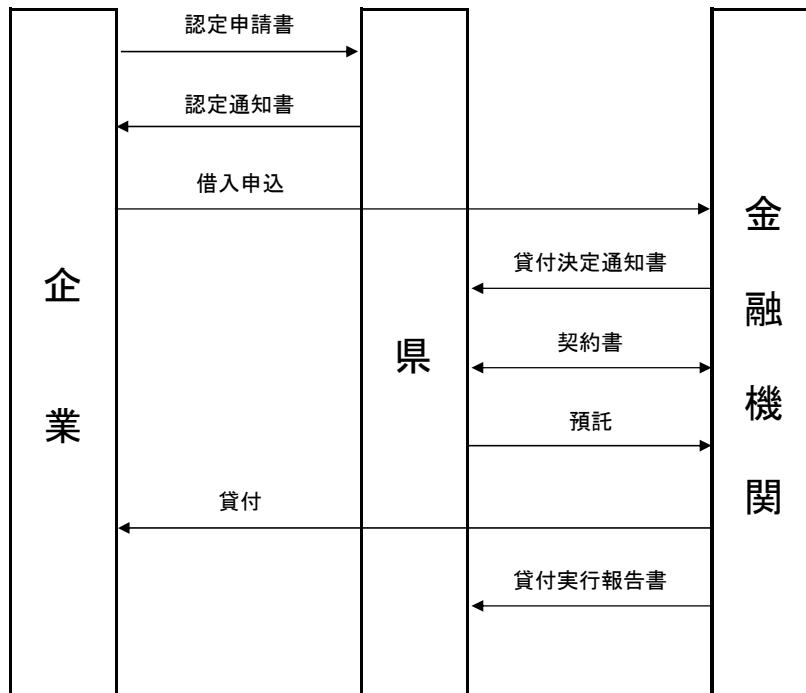 認定申請書
認定通知書
借入申込
貸付決定通知書
契約書
預託
貸付
貸付実行報告書
企業
県
金融機関